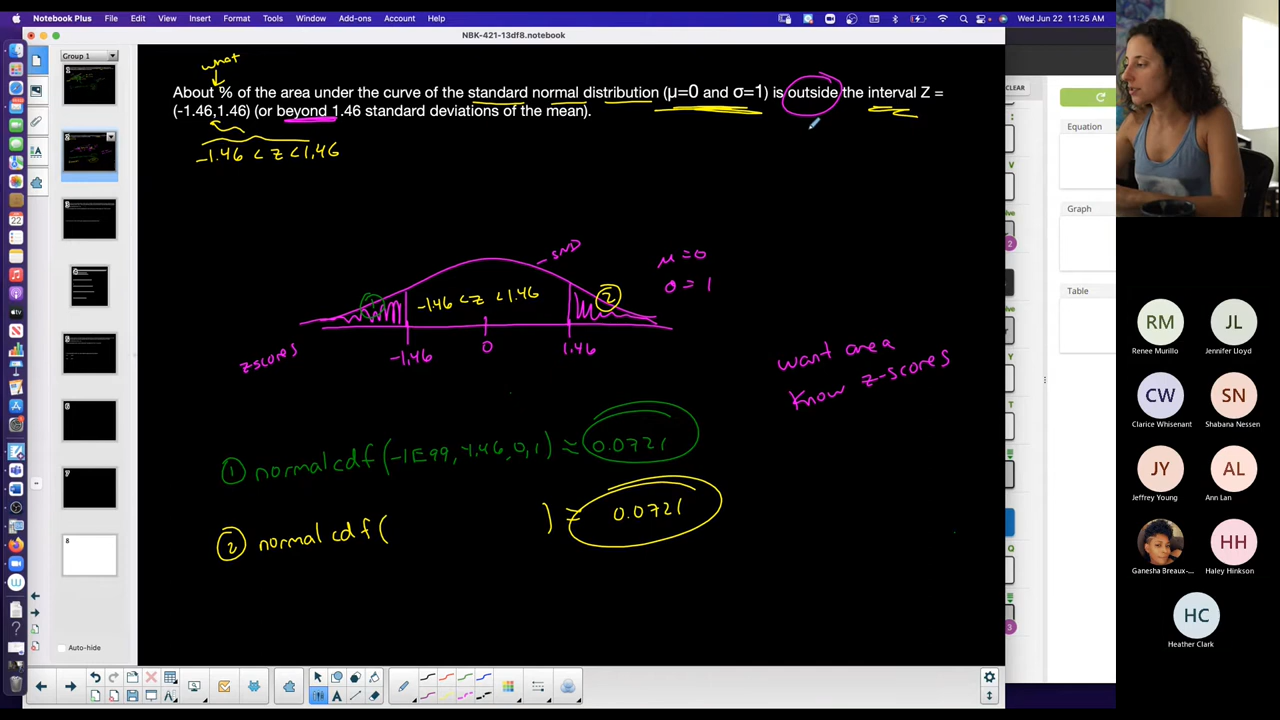 Notebook Plus File Edit View Insert Format Tools Window Add-ons Account Help
Wed Jun 22 11:25 AM
NBK-421-13df8.notebook
Group 1
what
About % of the area under the curve of the standard normal distribution (μ=0 and σ=1) is outside the interval Z =
(-1.46,1.46) (or beyond 1.46 standard deviations of the mean).
-1.46 < z < 1.46
SND
μ = 0
σ = 1
1
-1.46 < z < 1.46
2
z-scores
-1.46
0
1.46
want area
know z-scores
① normalcdf (-1E99, -1.46, 0, 1) ≈ 0.0721
② normalcdf ( ) ≈ 0.0721
6
7
8
Auto-hide
CLEAR
Equation
Graph
Table
RM
Renee Murillo
JL
Jennifer Lloyd
CW
Clarice Whisenant
SN
Shabana Nessen
JY
Jeffrey Young
AL
Ann Lan
Ganesha Breaux-...
HH
Haley Hinkson
HC
Heather Clark